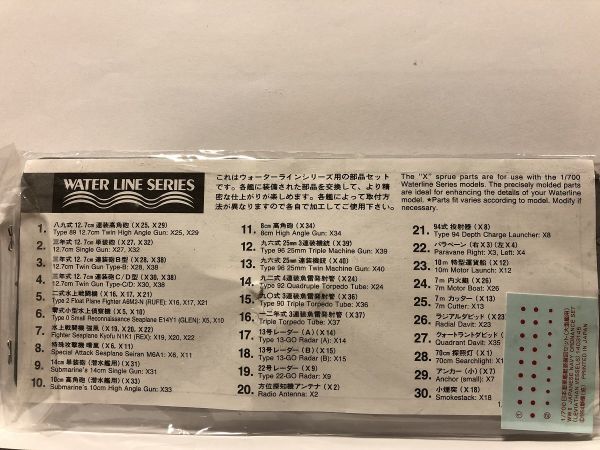 WATER LINE SERIES
これはウォーターラインシリーズ用の部品セットです。各艦に装備された部品を交換して、より精密な仕上りが楽しめます。各艦によって取付方法が異なりますので各自で加工してご使用下さい。
The "X" sprue parts are for use with the 1/700
Waterline Series models. The precisely molded parts
are ideal for enhancing the details of your Waterline
model. *Parts fit varies according to model. Modify if
necessary.
1. 八九式 12.7cm 連装高角砲 (X25, X29)
Type 89 12.7cm Twin High Angle Gun: X25, X29
2. 三年式 12.7cm 単装砲 (X27, X32)
12.7cm Single Gun: X27, X32
3. 三年式 12.7cm 連装砲B型 (X28, X38)
12.7cm Twin Gun Type-B: X28, X38
4. 三年式 12.7cm 連装砲C/D型 (X30, X38)
12.7cm Twin Gun Type-C/D: X30, X38
5. 二式水上戦闘機 (X16, X17, X21)
Type 2 Float Plane Fighter A6M2-N (RUFE): X16, X17, X21
6. 零式小型水上偵察機 (X5, X10)
Type 0 Small Reconnaissance Seaplane E14Y1 (GLEN): X5, X10
7. 水上戦闘機 強風 (X19, X20, X22)
Fighter Seaplane Kyofu N1K1 (REX): X19, X20, X22
8. 特殊攻撃機 晴嵐 (X6, X11)
Special Attack Seaplane Seiran M6A1: X6, X11
9. 14cm 単装砲 (潜水艦用) (X31)
Submarine's 14cm Single Gun: X31
10. 10cm 高角砲 (潜水艦用) (X33)
Submarine's 10cm High Angle Gun: X33
11. 8cm 高角砲 (X34)
8cm High Angle Gun: X34
12. 九六式 25mm 3連装機銃 (X39)
Type 96 25mm Triple Machine Gun: X39
13. 九六式 25mm 連装機銃 (X40)
Type 96 25mm Twin Machine Gun: X40
14. 九二式 4連装魚雷発射管 (X24)
Type 92 Quadruple Torpedo Tube: X24
15. 九〇式 3連装魚雷発射管 (X36)
Type 90 Triple Torpedo Tube: X36
16. 一二年式 3連装魚雷発射管 (X37)
Triple Torpedo Tube: X37
17. 13号レーダー (A) (X14)
Type 13-GO Radar (A): X14
18. 13号レーダー (B) (X15)
Type 13-GO Radar (B): X15
19. 22号レーダー (X9)
Type 22-GO Radar: X9
20. 方位探知機アンテナ (X2)
Radio Antenna: X2
21. 94式 投射器 (X8)
Type 94 Depth Charge Launcher: X8
22. パラベーン (右X3) (左X4)
Paravane Right: X3, Left: X4
23. 10m 特型運貨船 (X12)
10m Motor Launch: X12
24. 7m 内火艇 (X26)
7m Motor Boat: X26
25. 7m カッター (X13)
7m Cutter: X13
26. ラジアルダビッド (X23)
Radial Davit: X23
27. クォードラントダビッド (X35)
Quadrant Davit: X35
28. 70cm 探照灯 (X1)
70cm Searchlight: X1
29. アンカー (小) (X7)
Anchor (small): X7
30. 小煙突 (X18)
Smokestack: X18